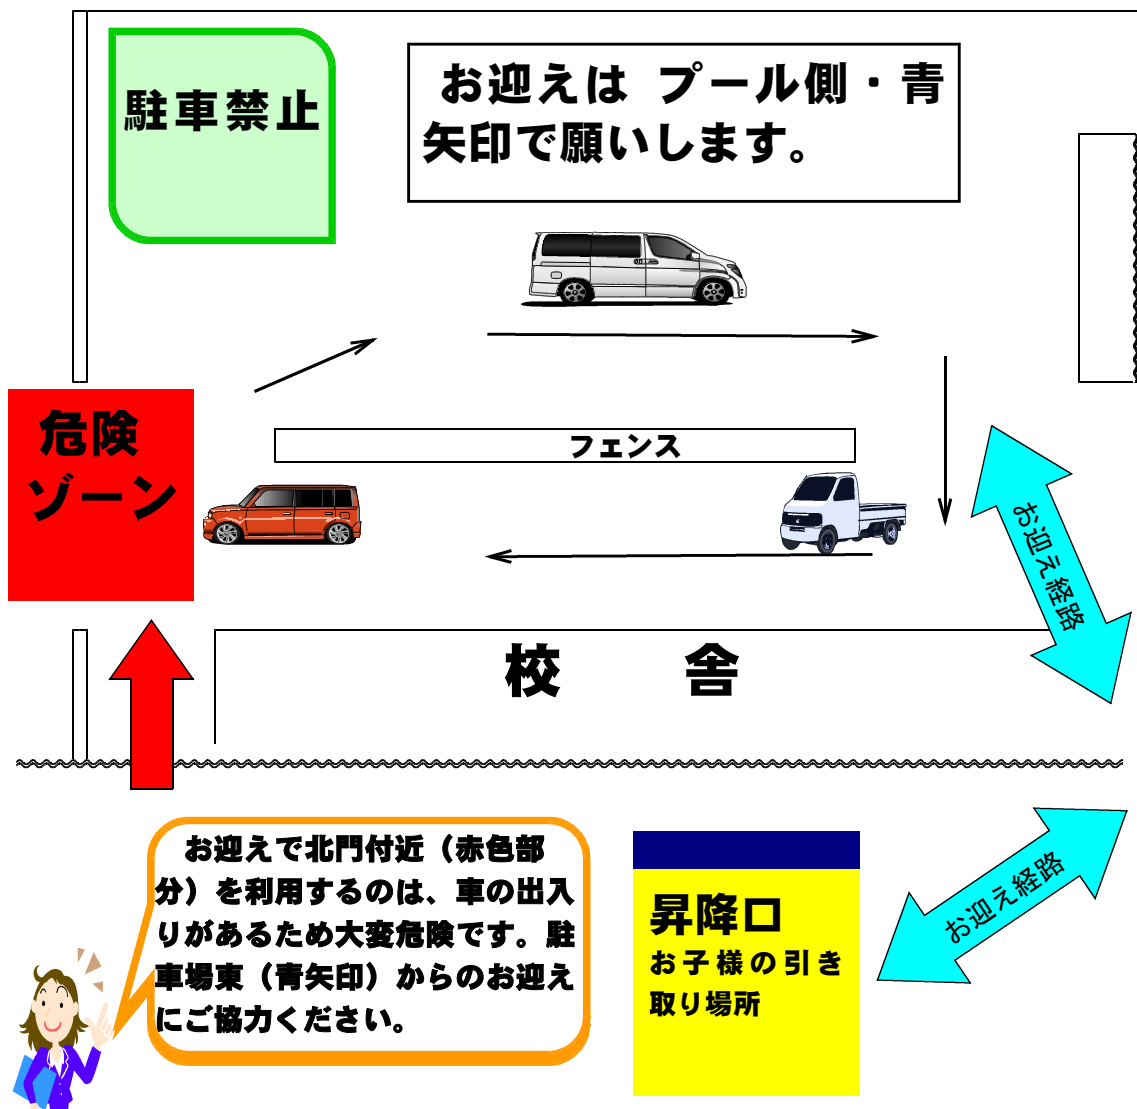 駐車禁止
お迎えは プール側・青
矢印で願いします。
危険
ゾーン
フェンス
お迎え経路
校 舎
お迎えで北門付近（赤色部
分）を利用するのは、車の出入
りがあるため大変危険です。駐
車場東（青矢印）からのお迎え
にご協力ください。
昇降口
お子様の引き
取り場所
お迎え経路